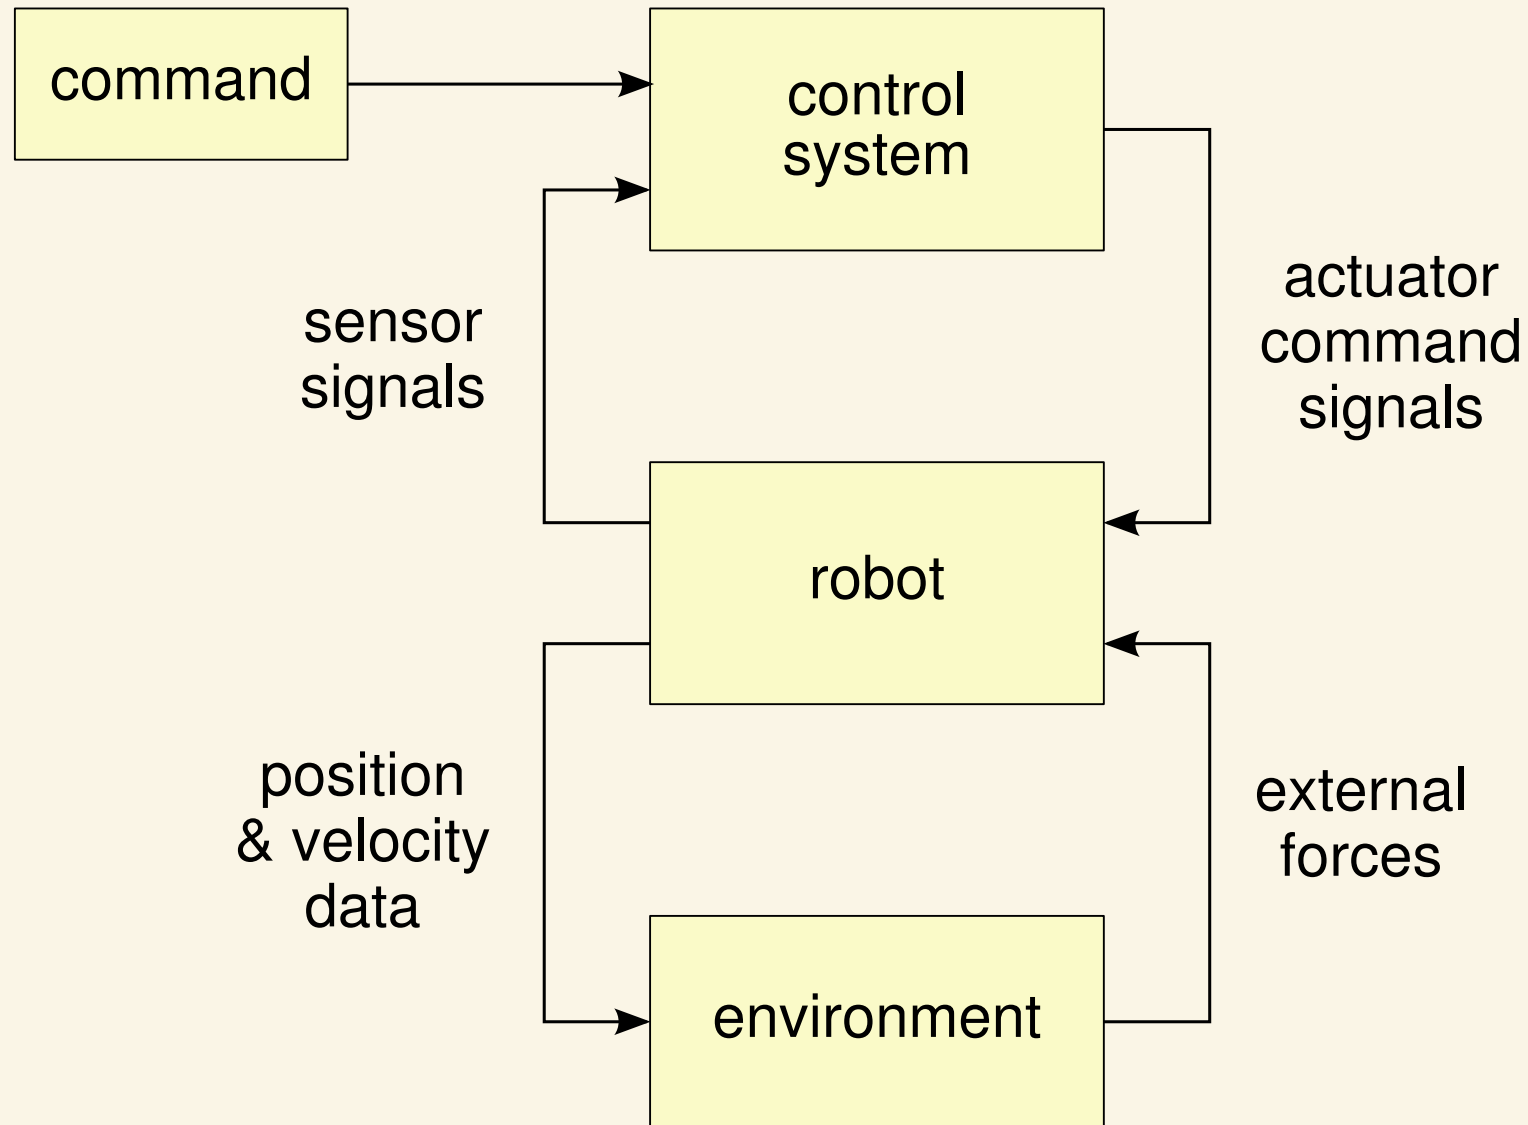 command
control
system
sensor
signals
actuator
command
signals
robot
position
& velocity
data
external
forces
environment